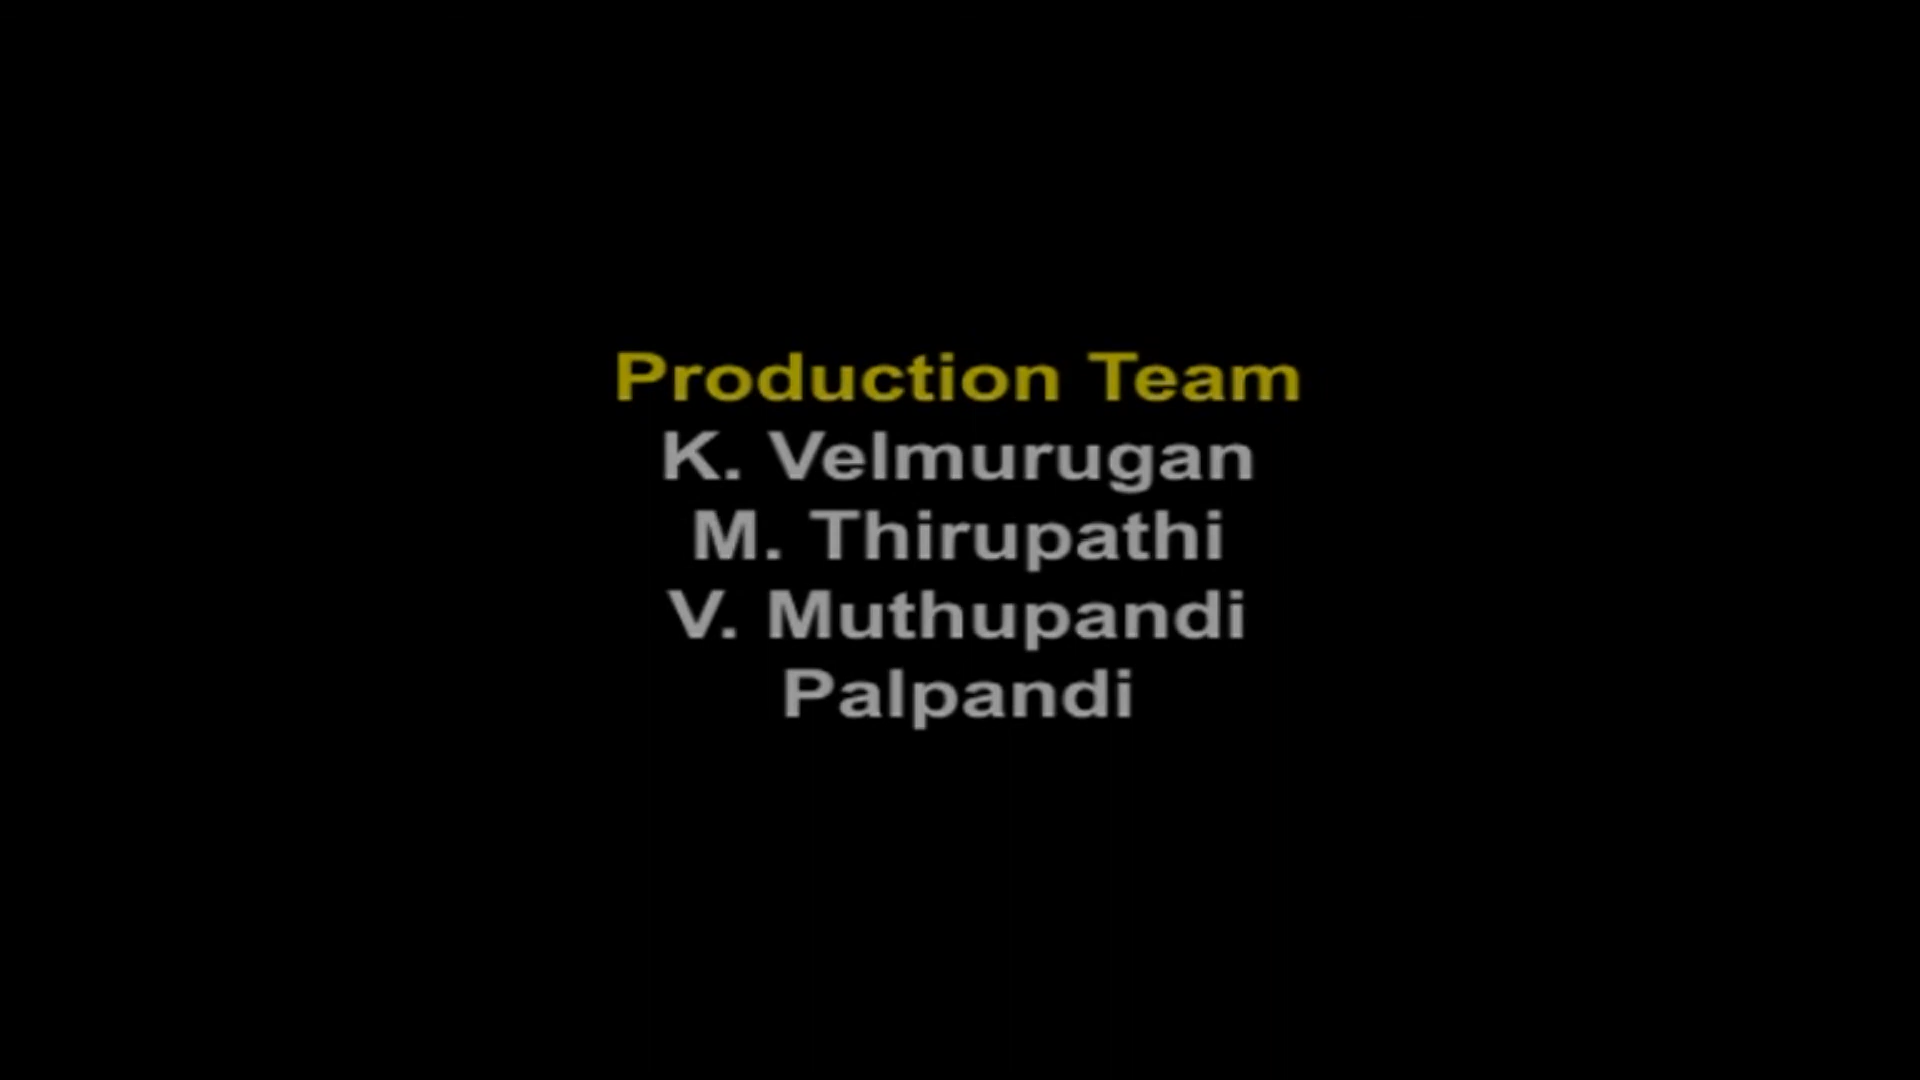 Production Team
K. Velmurugan
M. Thirupathi
V. Muthupandi
Palpandi